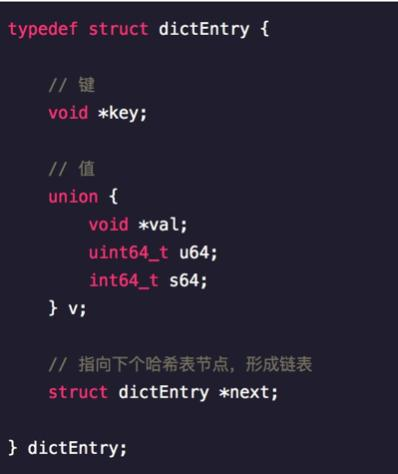 typedef struct dictEntry {
// 键
void *key;
// 值
union {
void *val;
uint64_t u64;
int64_t s64;
} v;
// 指向下个哈希表节点，形成链表
struct dictEntry *next;
} dictEntry;